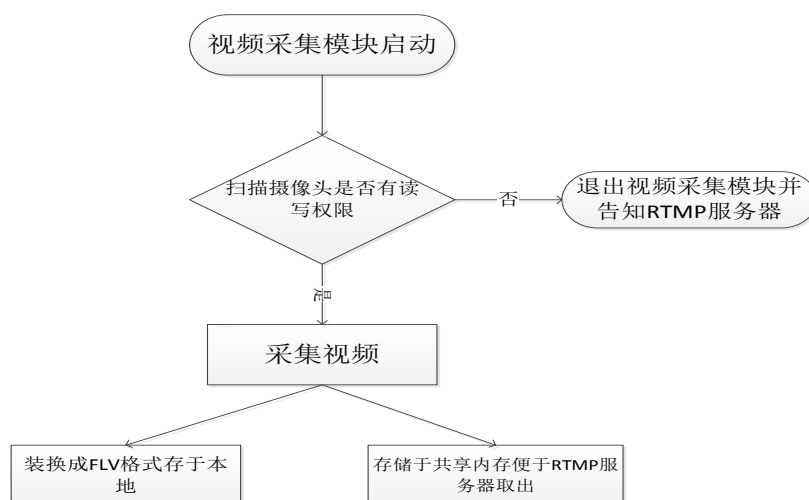 视频采集模块启动
扫描摄像头是否有读
写权限
否
退出视频采集模块并
告知RTMP服务器
是
采集视频
装换成FLV格式存于本
地
存储于共享内存便于RTMP服
务器取出